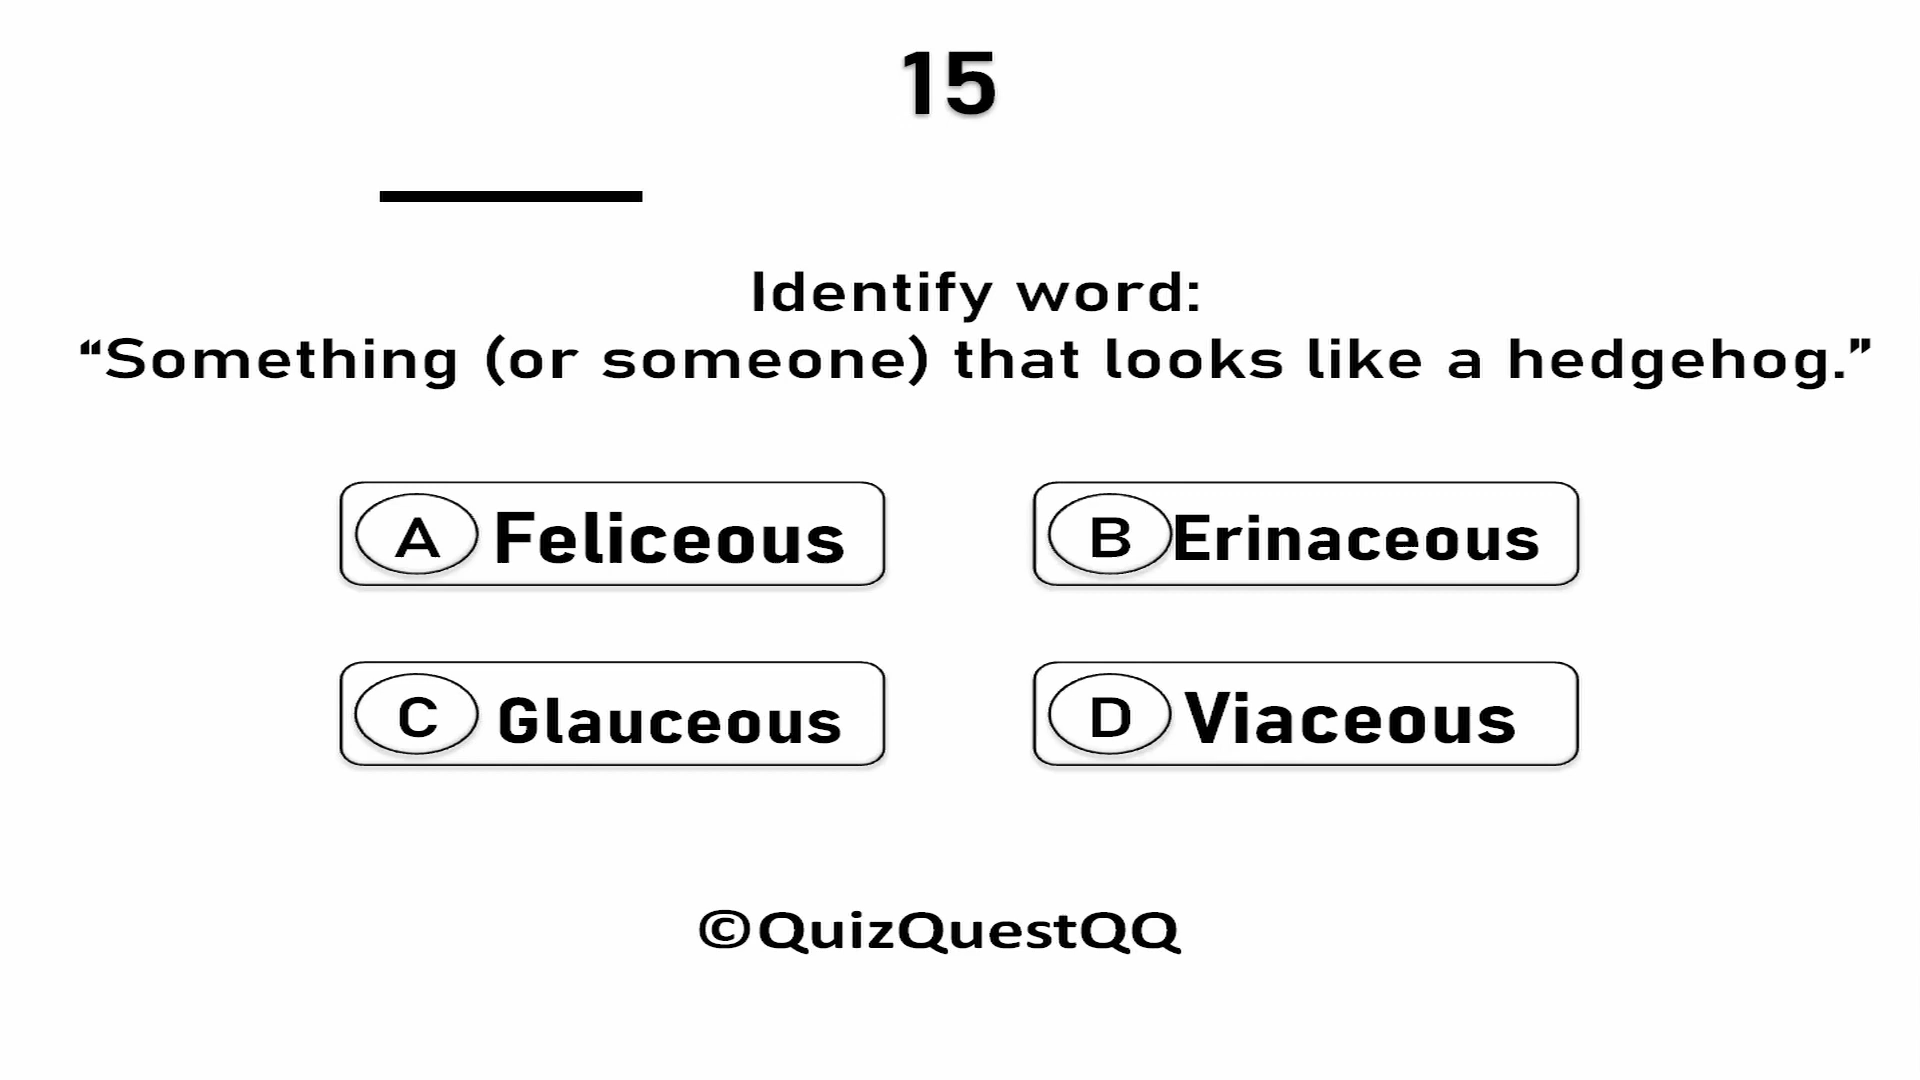 15
Identify word:
“Something (or someone) that looks like a hedgehog.”
A Feliceous
B Erinaceous
C Glauceous
D Viaceous
©QuizQuestQQ